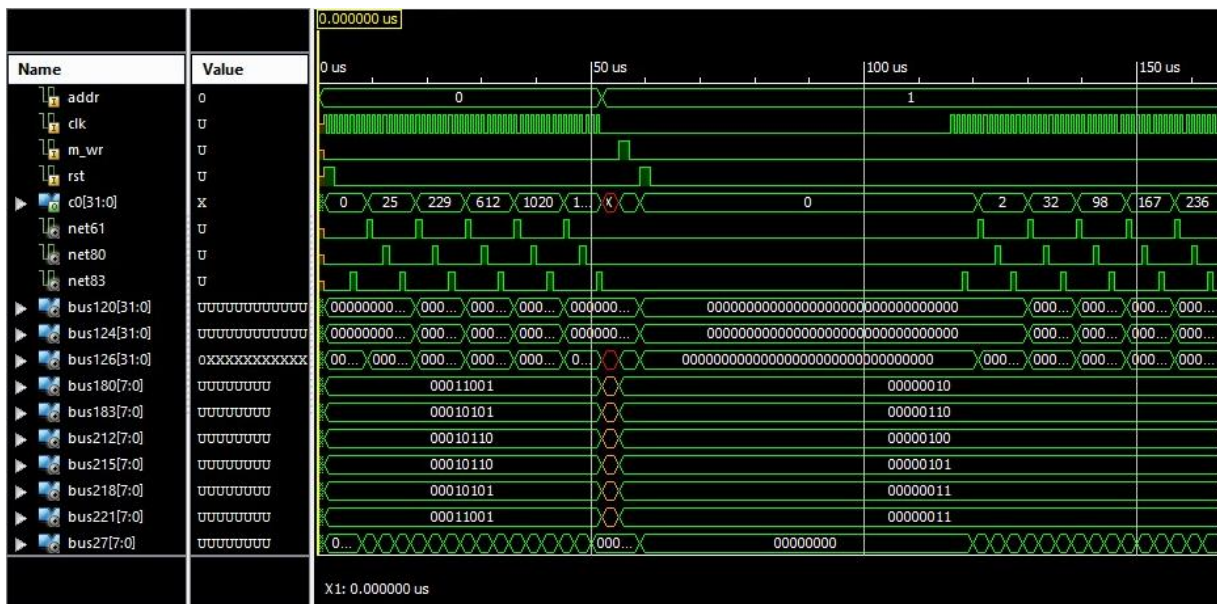 0.000000 us
Name Value 0 us 50 us 100 us 150 us
addr 0 0 1
clk U
m_wr U
rst U
c0[31:0] X 0 25 229 612 1020 1... X 0 2 32 98 167 236
net61 U
net80 U
net83 U
bus120[31:0] UUUUUUUUUUUU 00000000... 000... 000... 000... 000000... 00000000000000000000000000000000 000... 000... 000... 000...
bus124[31:0] UUUUUUUUUUUU 00000000... 000... 000... 000... 000000... 00000000000000000000000000000000 000... 000... 000... 000...
bus126[31:0] 0XXXXXXXXXXX 00... 000... 000... 000... 000... 0... 00000000000000000000000000000000 000... 000... 000... 000... 000...
bus180[7:0] UUUUUUUU 00011001 00000010
bus183[7:0] UUUUUUUU 00010101 00000110
bus212[7:0] UUUUUUUU 00010110 00000100
bus215[7:0] UUUUUUUU 00010110 00000101
bus218[7:0] UUUUUUUU 00010101 00000011
bus221[7:0] UUUUUUUU 00011001 00000011
bus27[7:0] UUUUUUUU 0... 000... 00000000
X1: 0.000000 us